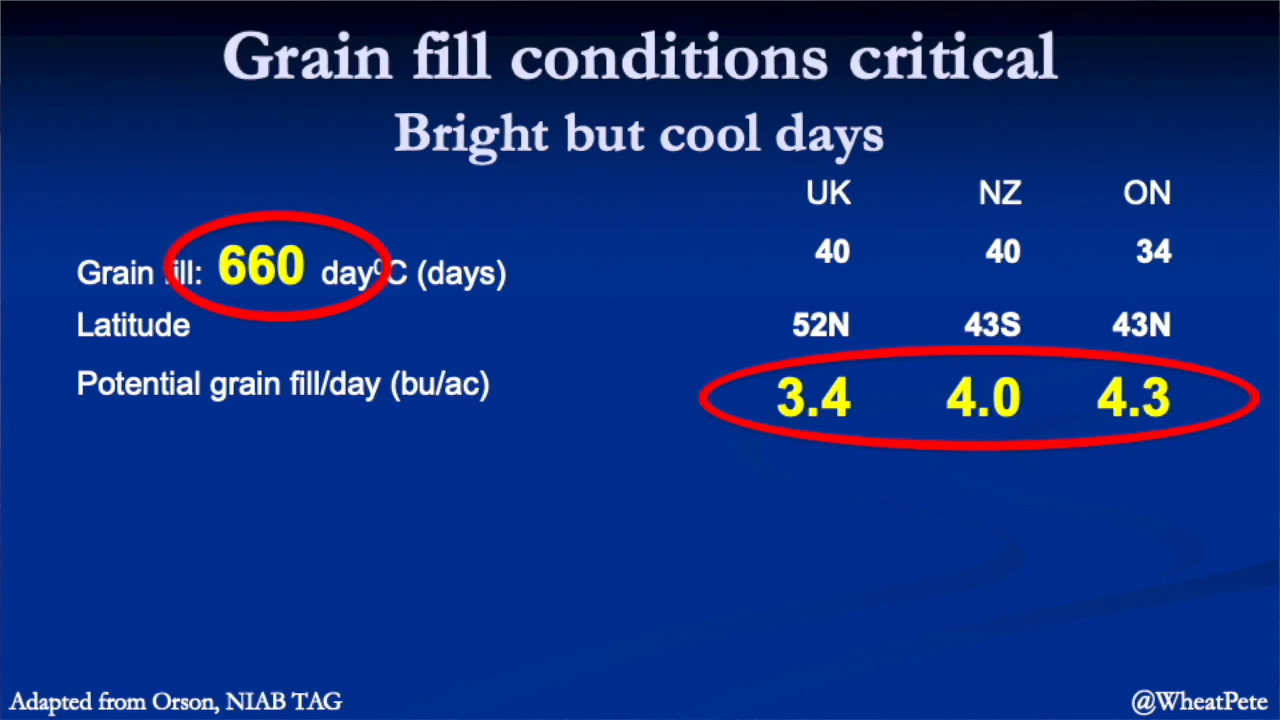 Grain fill conditions critical
Bright but cool days
UK NZ ON
Grain fill: 660 day⁰C (days) 40 40 34
Latitude 52N 43S 43N
Potential grain fill/day (bu/ac) 3.4 4.0 4.3
Adapted from Orson, NIAB TAG @WheatPete